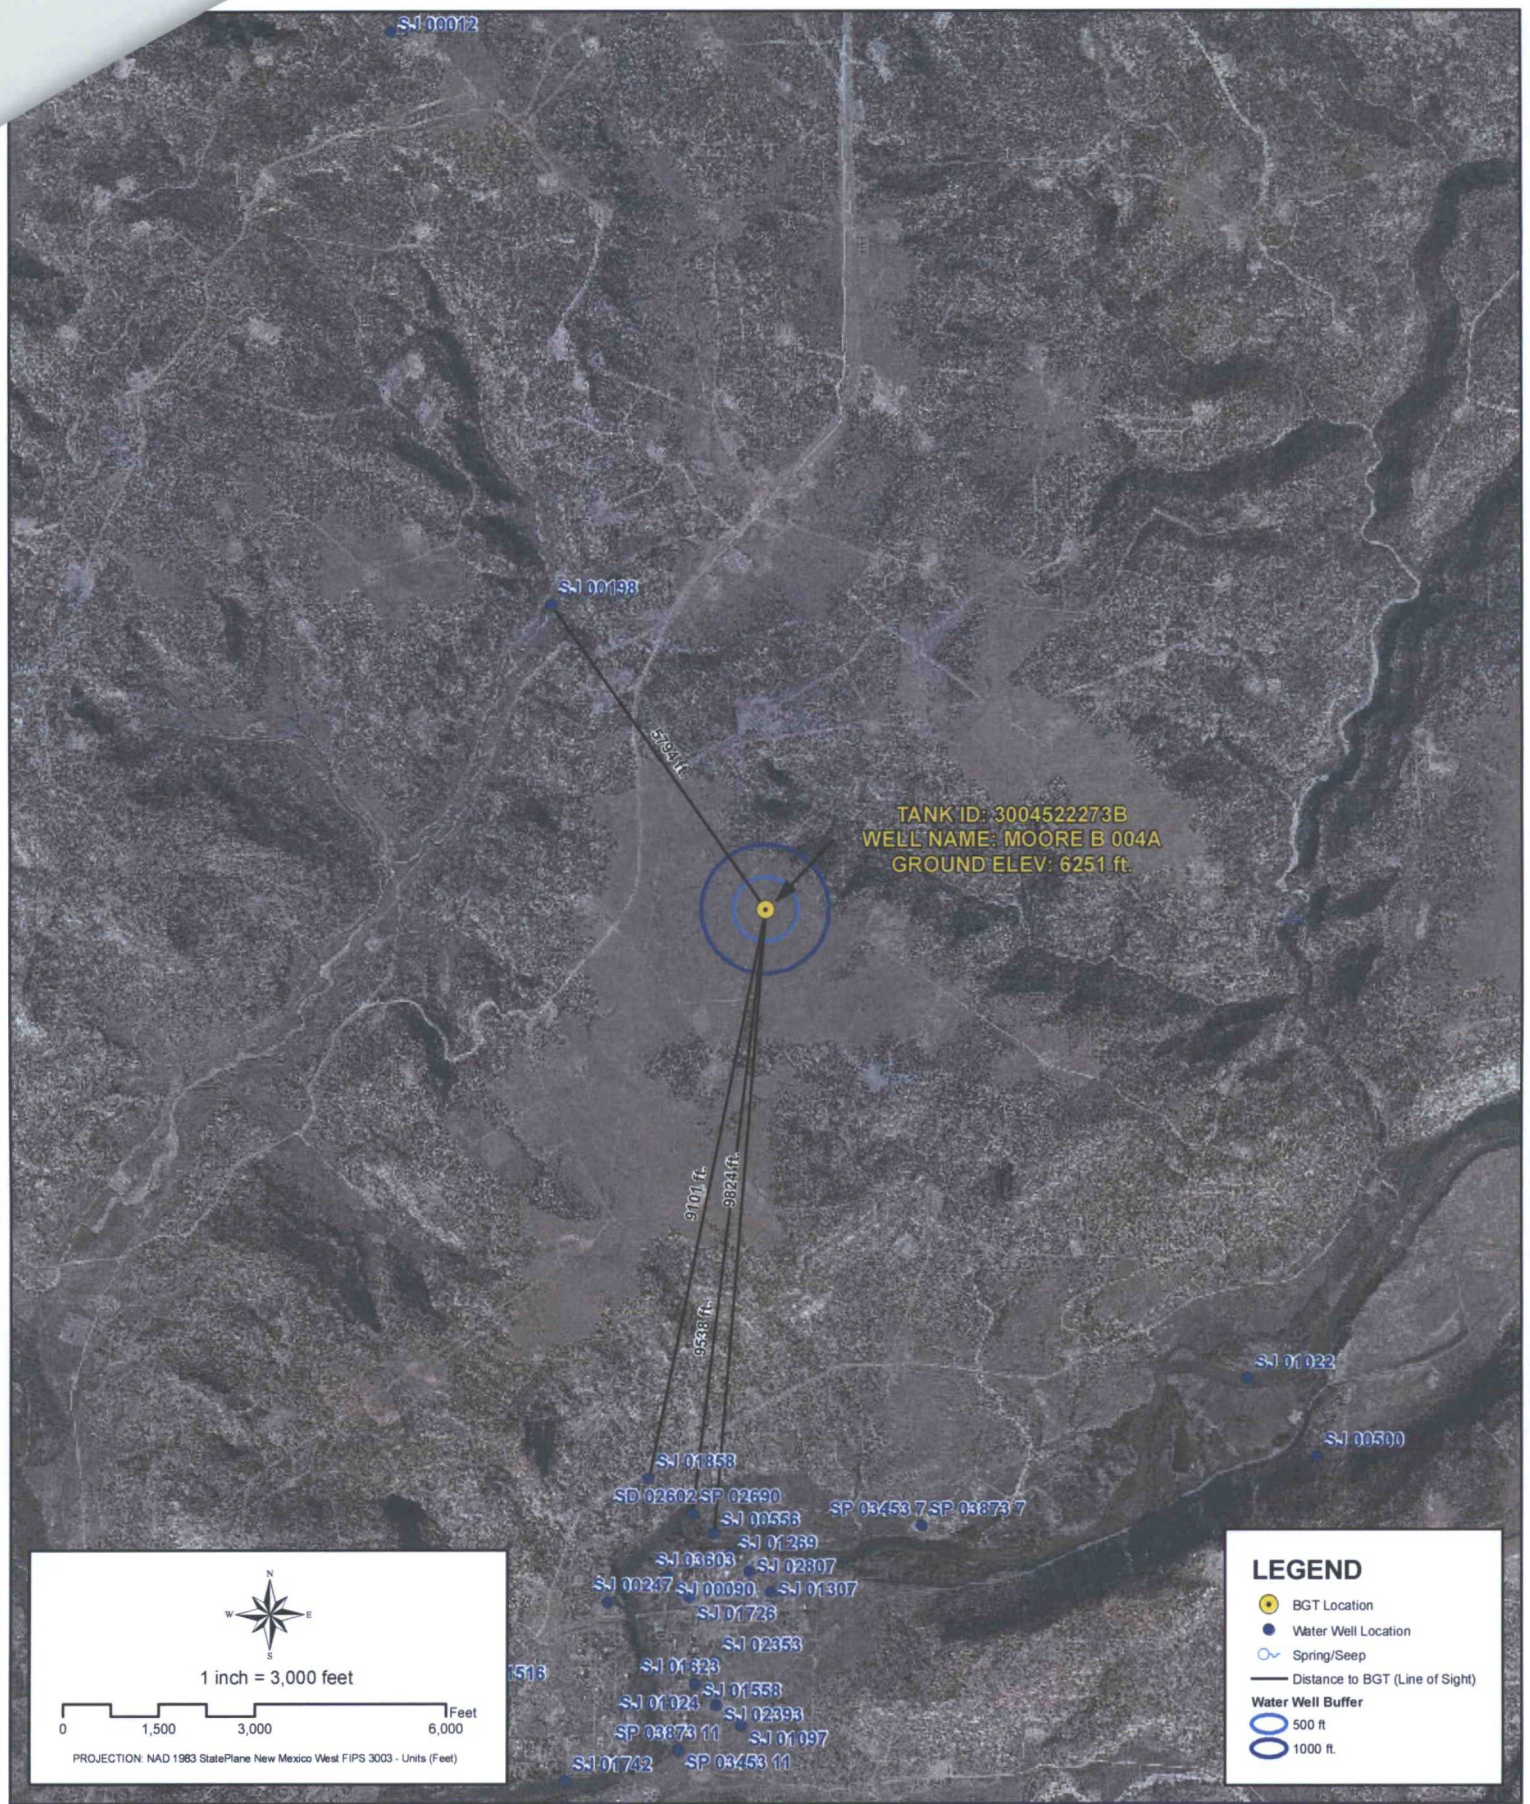 SJ 00012
SJ 00198
5794 ft.
TANK ID: 3004522273B
WELL NAME: MOORE B 004A
GROUND ELEV: 6251 ft.
9101 ft.
9824 ft.
9538 ft.
SJ 01022
SJ 00500
SJ 01858
SD 02602 SP 02690
SP 03453 7 SP 03873 7
SJ 00556
SJ 01269
SJ 03603
SJ 02807
SJ 00247
SJ 00090
SJ 01307
SJ 01726
SJ 02353
SJ 01623
1516
SJ 01558
SJ 01024
SJ 02393
SP 03873 11
SJ 01097
SJ 01742
SP 03453 11
N
W
E
S
1 inch = 3,000 feet
Feet
0 1,500 3,000 6,000
PROJECTION: NAD 1983 StatePlane New Mexico West FIPS 3003 - Units (Feet)
LEGEND
BGT Location
Water Well Location
Spring/Seep
Distance to BGT (Line of Sight)
Water Well Buffer
500 ft
1000 ft.